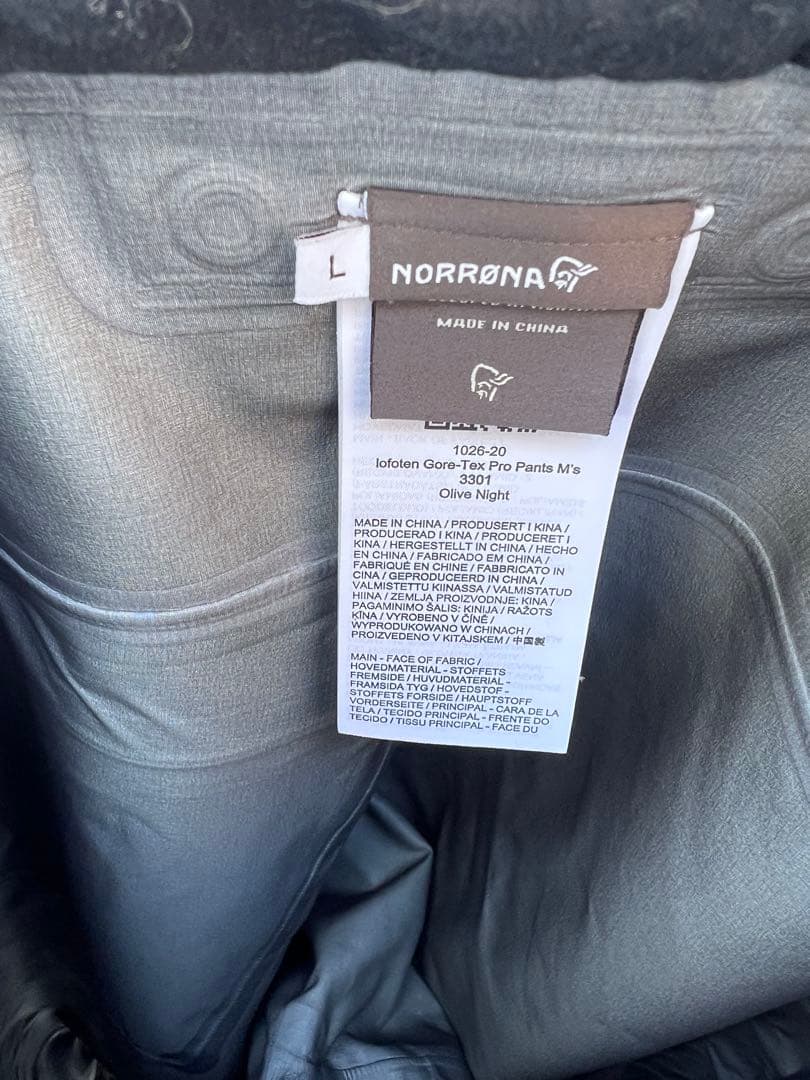 L
NORRØNA
MADE IN CHINA
1026-20
lofoten Gore-Tex Pro Pants M's
3301
Olive Night
MADE IN CHINA / PRODUSERT I KINA /
PRODUCERAD I KINA / PRODUCERET I
KINA / HERGESTELLT IN CHINA / HECHO
EN CHINA / FABRICADO EM CHINA /
FABRIQUÉ EN CHINE / FABBRICATO IN
CINA / GEPRODUCEERD IN CHINA /
VALMISTETTU KIINASSA / VALMISTATUD
HIINA / ZEMLJA PROIZVODNJE: KINA /
PAGAMINIMO ŠALIS: KINIJA / RAŽOTS
ĶĪNA / VYROBENO V ČÍNĚ /
WYPRODUKOWANO W CHINACH /
PROIZVEDENO V KITAJSKEM / 中国製
MAIN - FACE OF FABRIC /
HOVEDMATERIAL - STOFFETS
FREMSIDE / HUVUDMATERIAL -
FRAMSIDA TYG / HOVEDSTOF -
STOFFETS FORSIDE / HAUPTSTOFF
VORDERSEITE / PRINCIPAL - CARA DE LA
TELA / TECIDO PRINCIPAL - FRENTE DO
TECIDO / TISSU PRINCIPAL - FACE DU